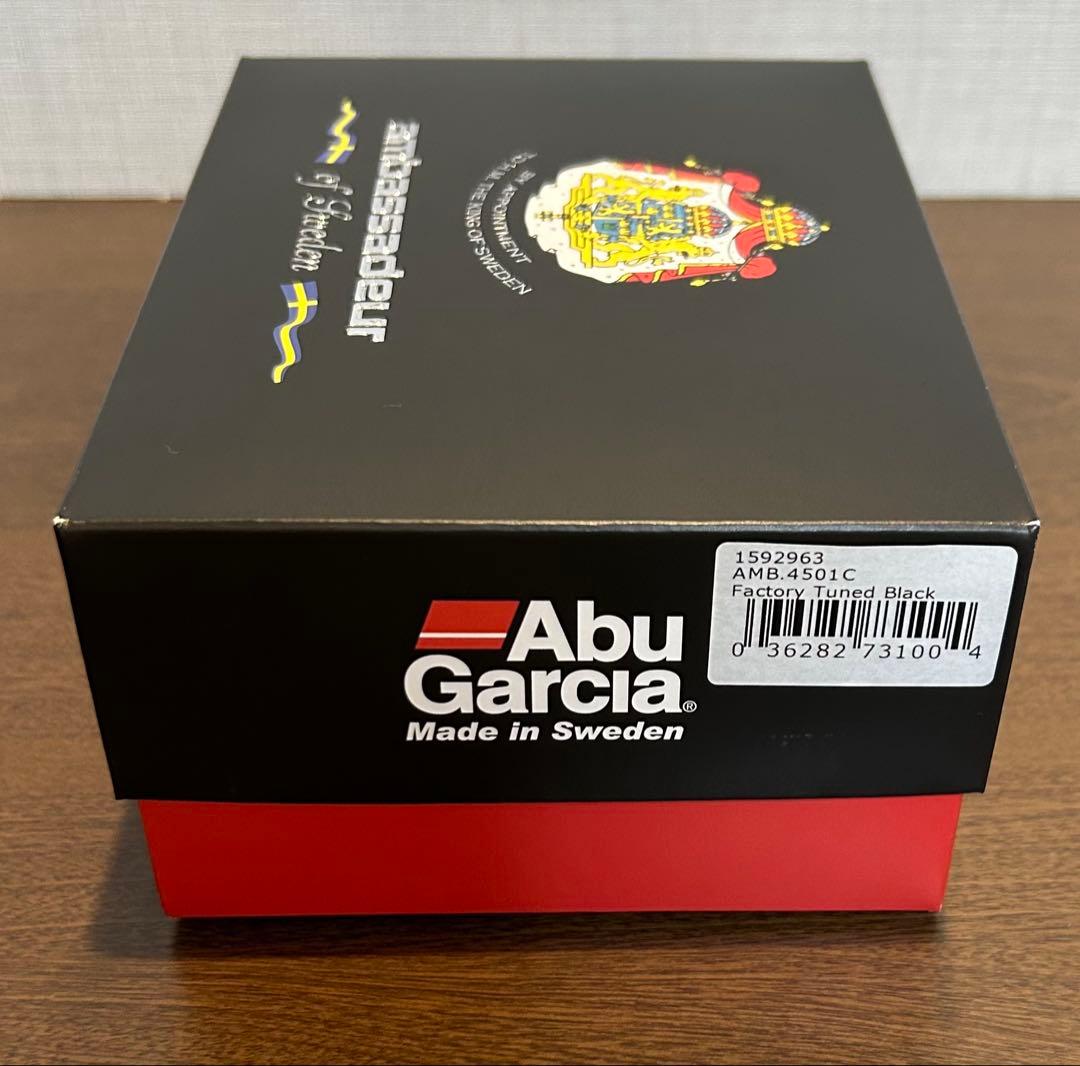 BY APPOINTMENT
TO H.M. THE KING OF SWEDEN
ambassadeur
of Sweden
Abu
Garcia®
Made in Sweden
1592963
AMB.4501C
Factory Tuned Black
0 36282 73100 4